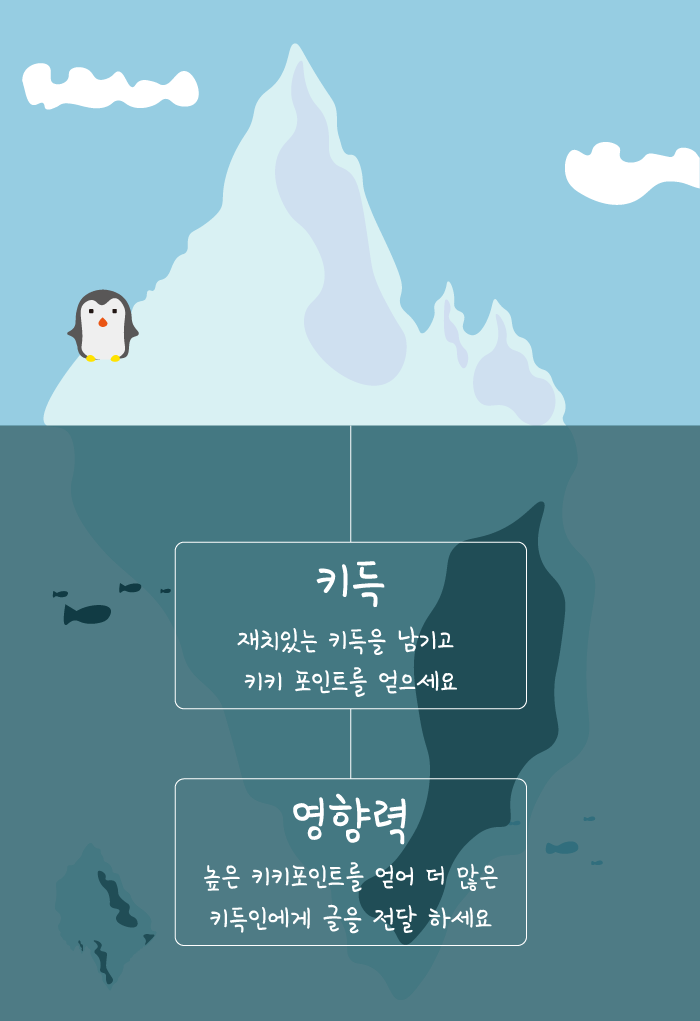 키득
재치있는 키득을 남기고
키키 포인트를 얻으세요
영향력
높은 키키포인트를 얻어 더 많은
키득인에게 글을 전달 하세요